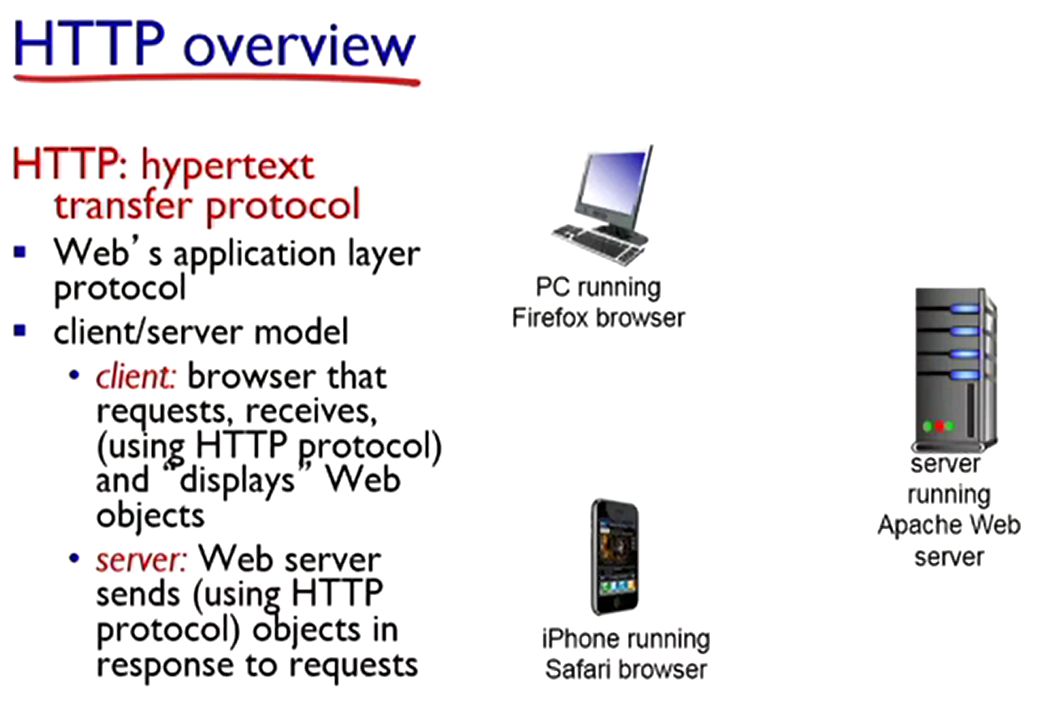 HTTP overview
HTTP: hypertext
transfer protocol
▪ Web's application layer
protocol
▪ client/server model
• client: browser that
requests, receives,
(using HTTP protocol)
and "displays" Web
objects
• server: Web server
sends (using HTTP
protocol) objects in
response to requests
PC running
Firefox browser
server
running
Apache Web
server
iPhone running
Safari browser